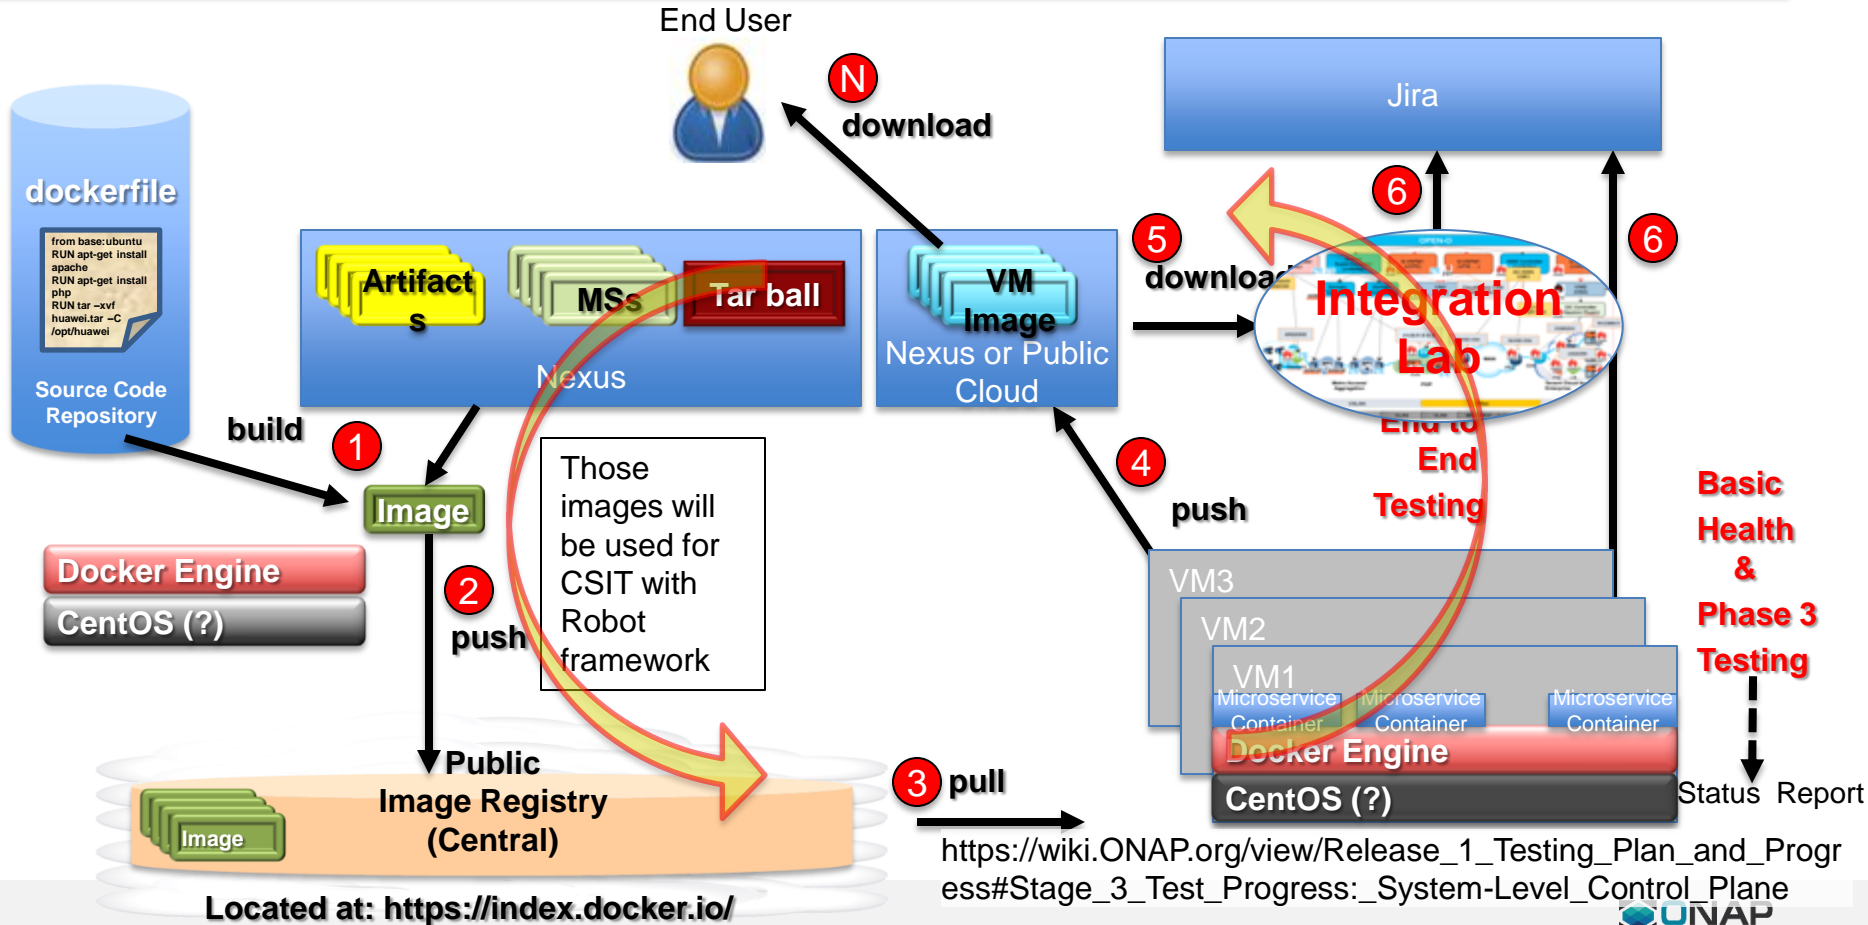 End User
N
download
Jira
dockerfile
from base:ubuntu
RUN apt-get install
apache
RUN apt-get install
php
RUN tar –xvf
huawei.tar –C
/opt/huawei
Source Code
Repository
Artifact
s
MSs
Tar ball
Nexus
VM
Image
Nexus or Public
Cloud
5
download
6
6
OPEN-O
Integration
Lab
End to
End
Testing
build
1
Image
Docker Engine
CentOS (?)
2
push
Those
images will
be used for
CSIT with
Robot
framework
4
push
VM3
VM2
VM1
Microservice
Container
Microservice
Container
Microservice
Container
Docker Engine
CentOS (?)
Basic
Health
&
Phase 3
Testing
Status Report
Public
Image Registry
(Central)
Image
3
pull
https://wiki.ONAP.org/view/Release_1_Testing_Plan_and_Progr
ess#Stage_3_Test_Progress:_System-Level_Control_Plane
Located at: https://index.docker.io/
ONAP